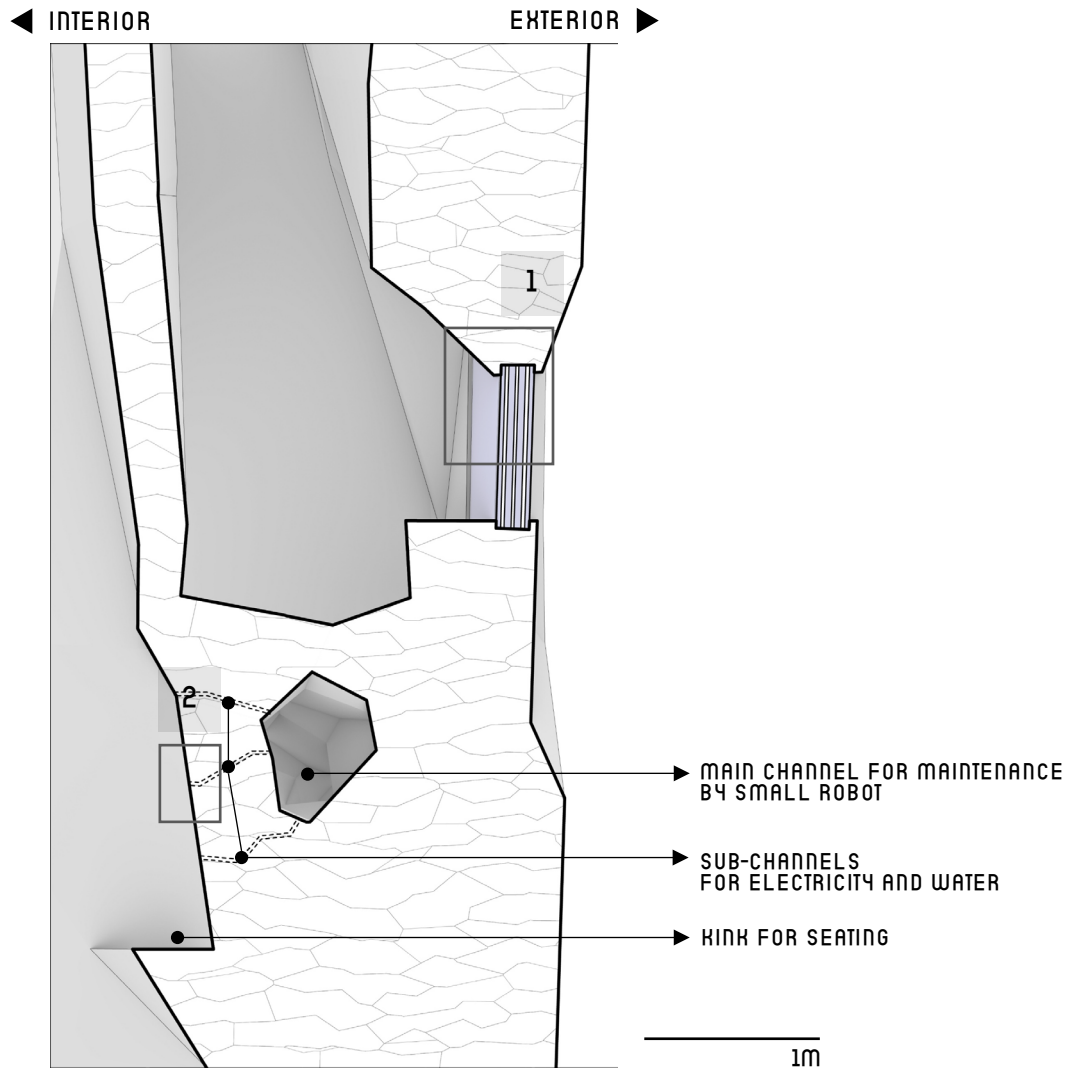 INTERIOR
EXTERIOR
1
2
MAIN CHANNEL FOR MAINTENANCE
BY SMALL ROBOT
SUB-CHANNELS
FOR ELECTRICITY AND WATER
KINK FOR SEATING
1M